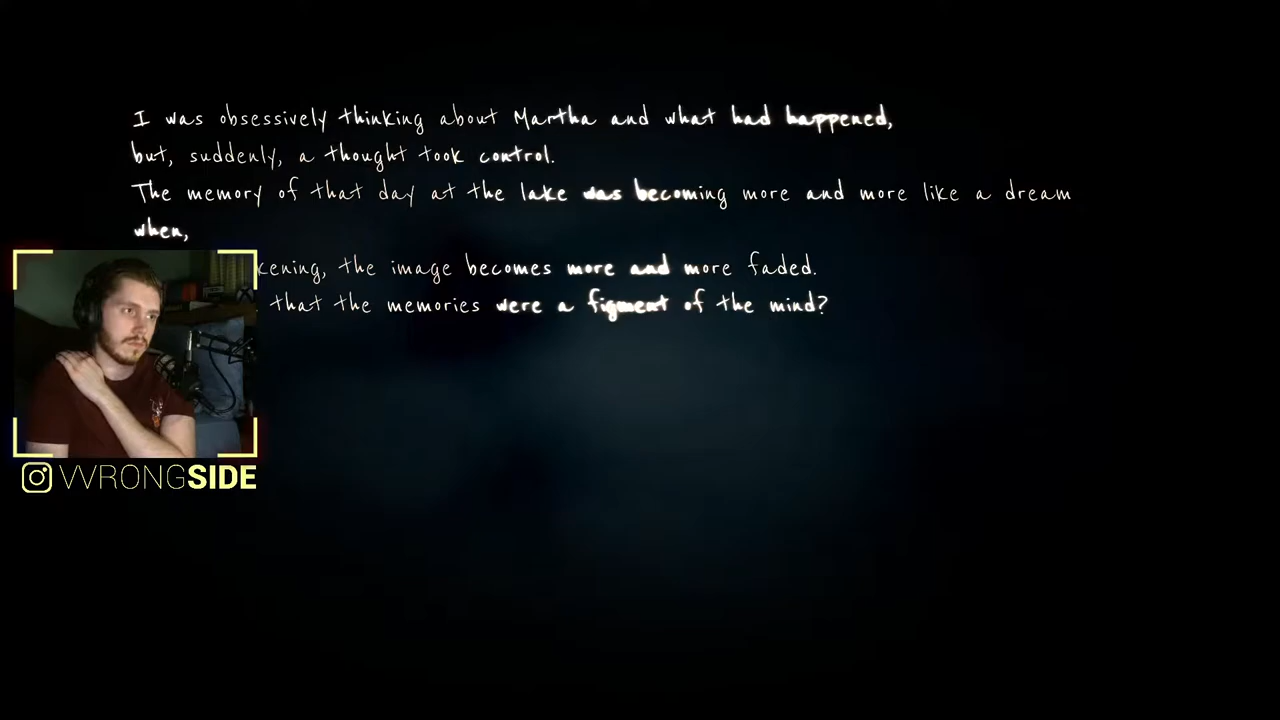 I was obsessively thinking about Martha and what had happened,
but, suddenly, a thought took control.
The memory of that day at the lake was becoming more and more like a dream
when,
the image becomes more and more faded.
that the memories were a figment of the mind?
VVRONGSIDE